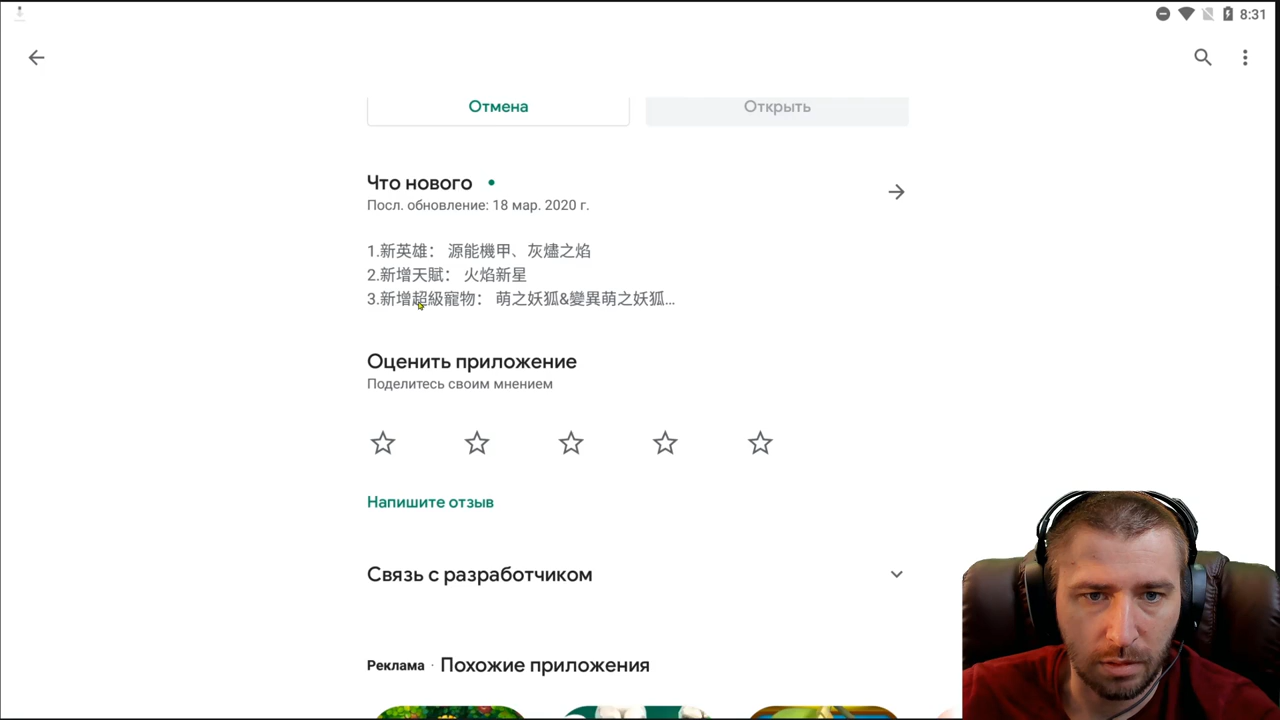 8:31
Отмена
Открыть
Что нового
Посл. обновление: 18 мар. 2020 г.
1.新英雄： 源能機甲、灰燼之焰
2.新增天賦： 火焰新星
3.新增超級寵物： 萌之妖狐&變異萌之妖狐...
Оценить приложение
Поделитесь своим мнением
Напишите отзыв
Связь с разработчиком
Реклама · Похожие приложения